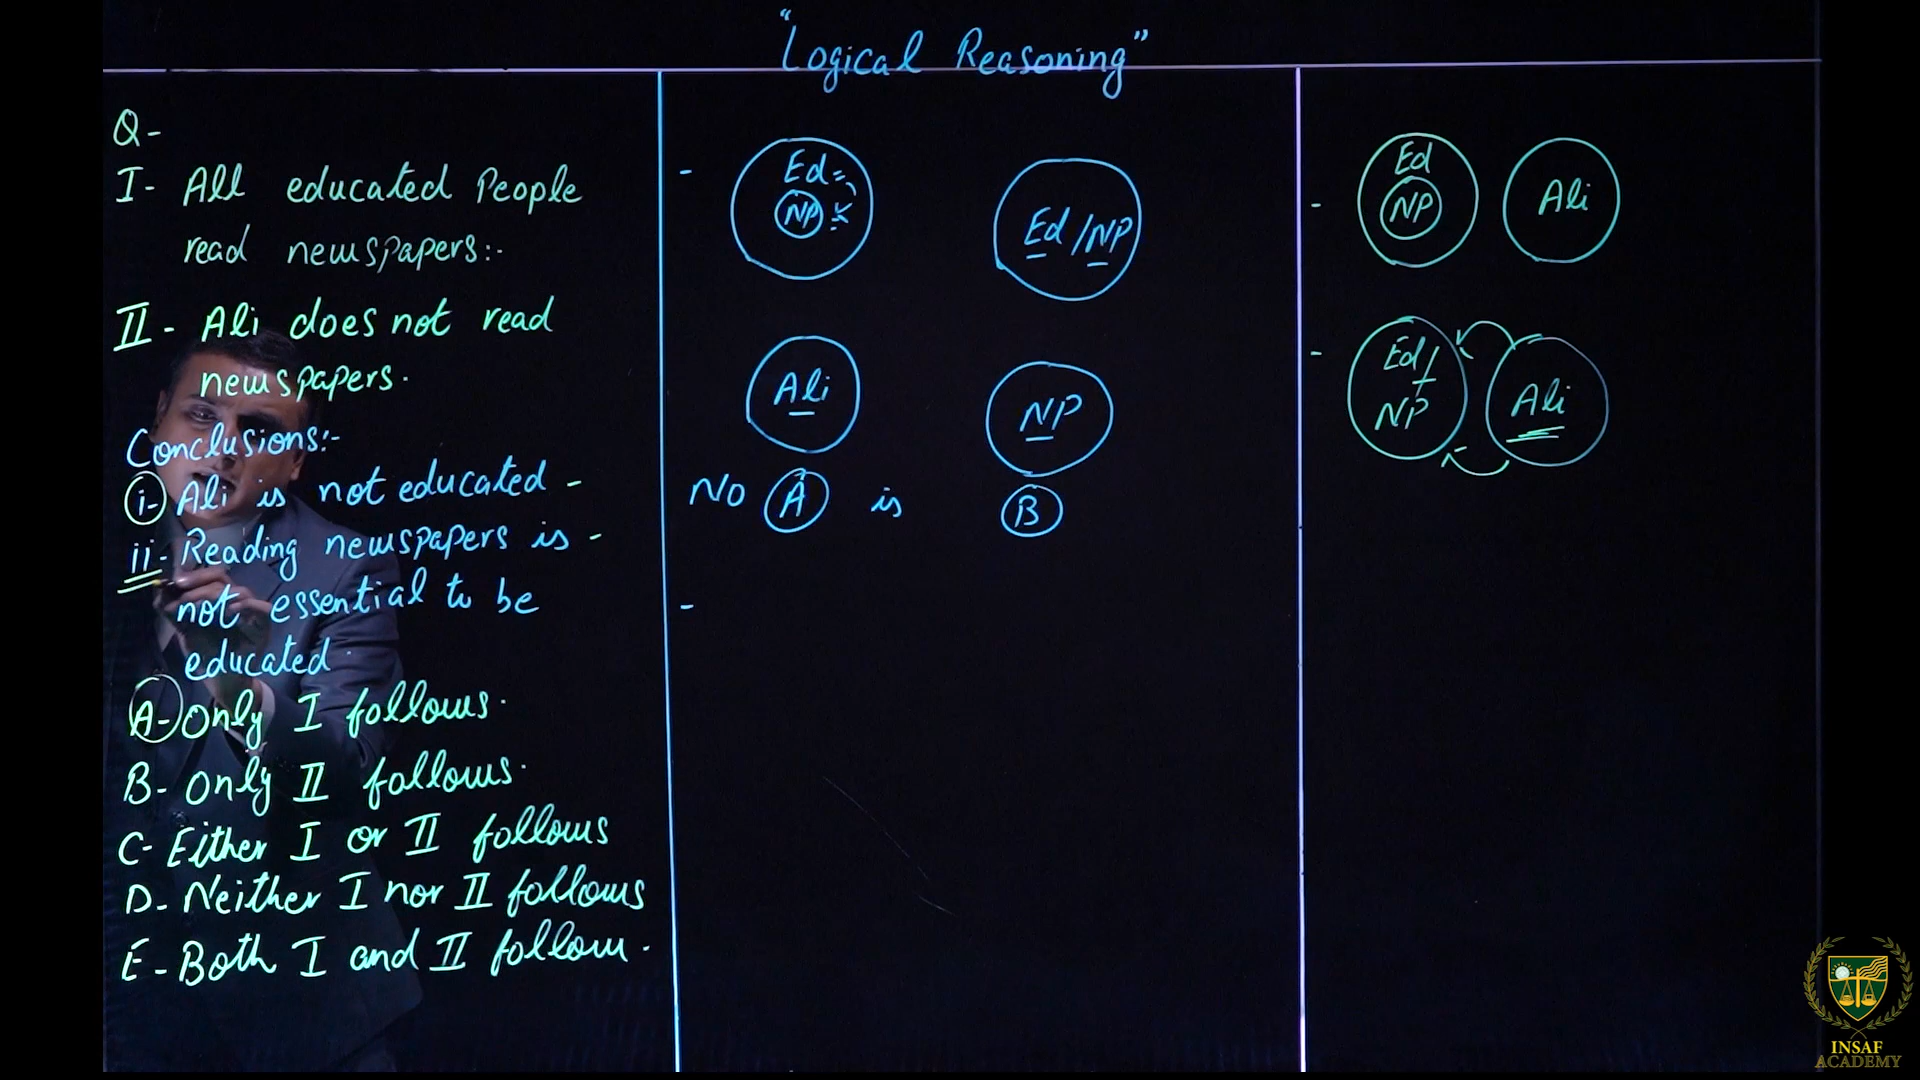 "Logical Reasoning"
Q-
I- All educated People
read newspapers:-
II- Ali does not read
newspapers.
Conclusions:-
i- Ali is not educated -
ii- Reading newspapers is -
not essential to be
educated.
A- Only I follows.
B- Only II follows.
C- Either I or II follows
D- Neither I nor II follows
E- Both I and II follow.
- Ed
NP
Ed/NP
Ali
NP
No A is B
-
- Ed
NP
Ali
- Ed/
NP
Ali
INSAF
ACADEMY